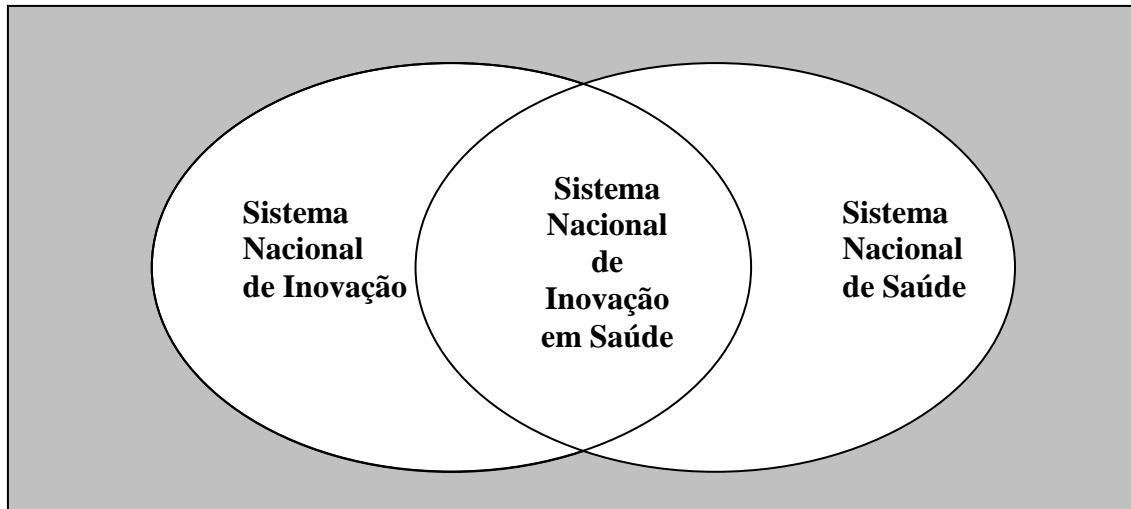 Sistema
Nacional
de Inovação
Sistema
Nacional
de
Inovação
em Saúde
Sistema
Nacional
de Saúde